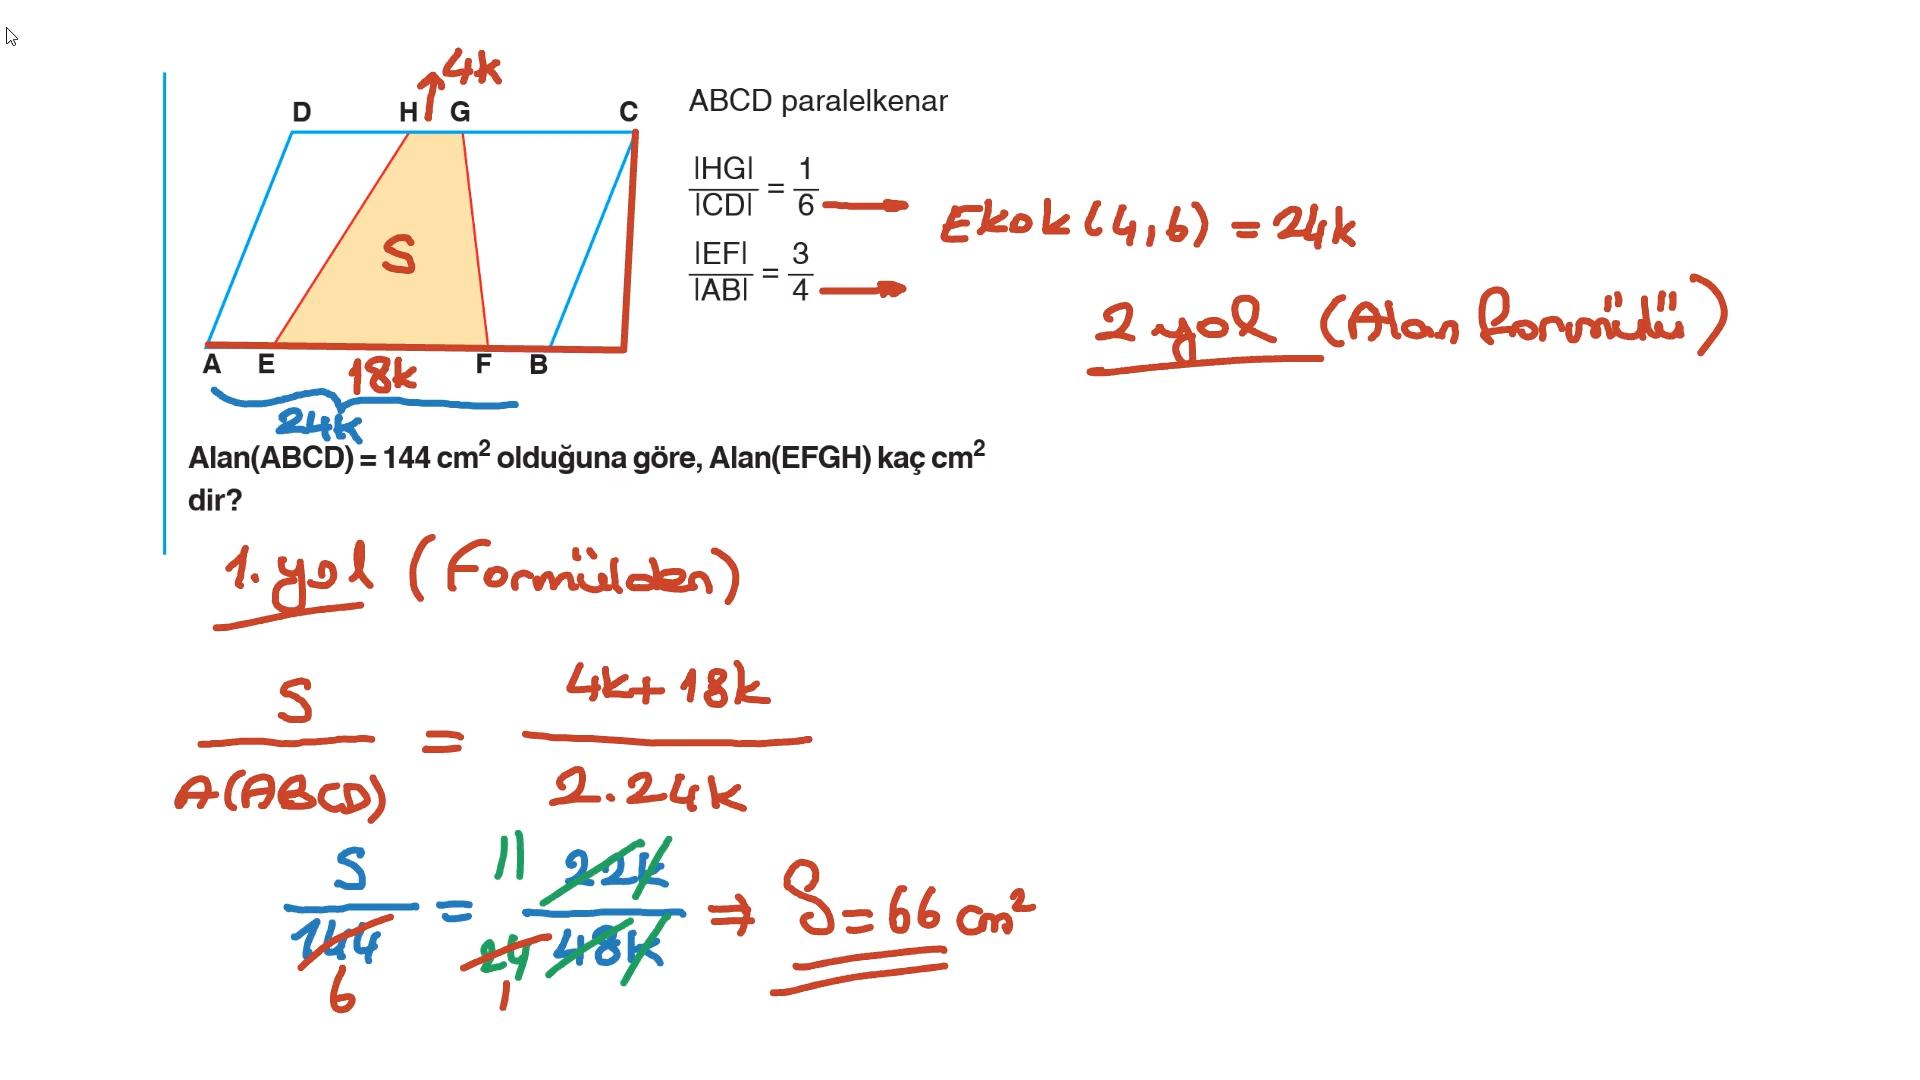 4k
D H G C
ABCD paralelkenar
|HG|
|CD|
=
1
6
Ekok(4,6) = 24k
|EF|
|AB|
=
3
4
S
2 yol (Alan formülü)
A E F B
18k
24k
Alan(ABCD) = 144 cm² olduğuna göre, Alan(EFGH) kaç cm²
dir?
1. yol (Formülden)
S
A(ABCD)
=
4k+18k
2.24k
S
144
6
=
11
22k
48k
24
1
⇒ S=66 cm²